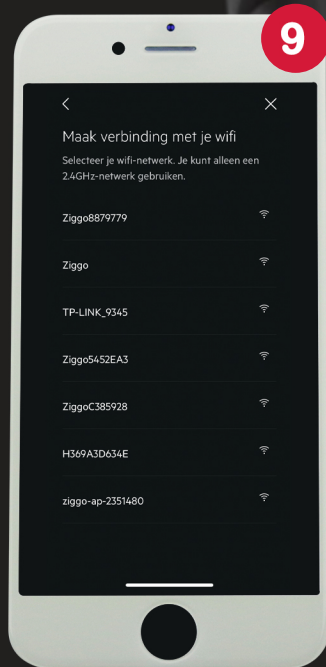 9
Maak verbinding met je wifi
Selecteer je wifi-netwerk. Je kunt alleen een
2.4GHz-netwerk gebruiken.
Ziggo8879779
Ziggo
TP-LINK_9345
Ziggo5452EA3
ZiggoC385928
H369A3D634E
ziggo-ap-2351480